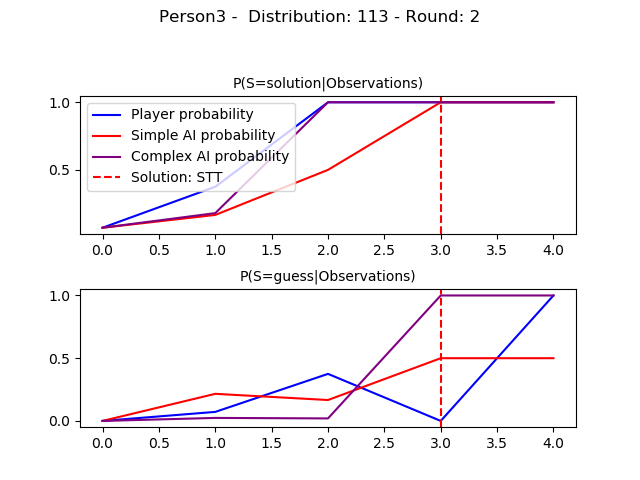 Person3 -  Distribution: 113 - Round: 2
P(S=solution|Observations)
1.0
0.5
Player probability
Simple AI probability
Complex AI probability
Solution: STT
0.0 0.5 1.0 1.5 2.0 2.5 3.0 3.5 4.0
P(S=guess|Observations)
1.0
0.5
0.0
0.0 0.5 1.0 1.5 2.0 2.5 3.0 3.5 4.0